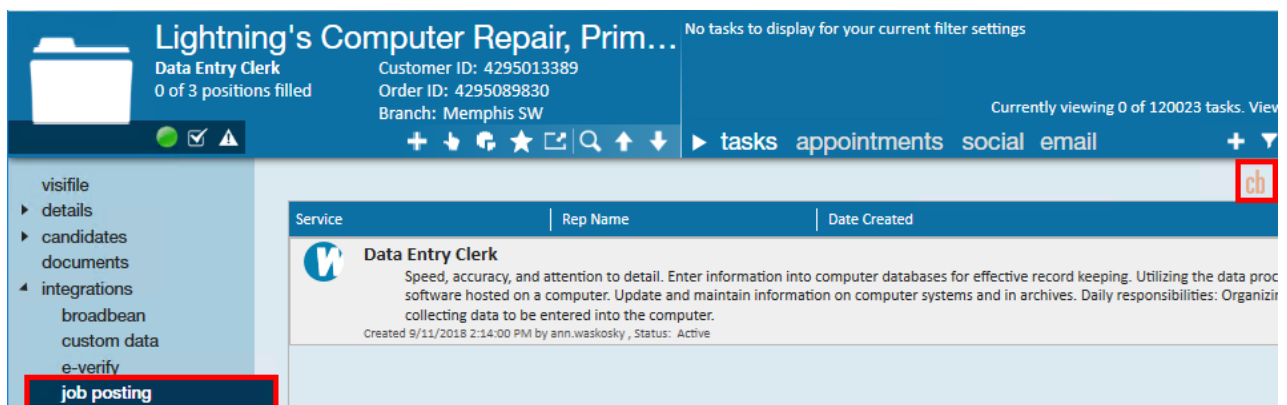 Lightning's Computer Repair, Prim...
Data Entry Clerk
0 of 3 positions filled
Customer ID: 4295013389
Order ID: 4295089830
Branch: Memphis SW
No tasks to display for your current filter settings
Currently viewing 0 of 120023 tasks. View
tasks appointments social email
cb
visifile
details
candidates
documents
integrations
broadbean
custom data
e-verify
job posting
Service Rep Name Date Created
Data Entry Clerk
Speed, accuracy, and attention to detail. Enter information into computer databases for effective record keeping. Utilizing the data proc
software hosted on a computer. Update and maintain information on computer systems and in archives. Daily responsibilities: Organizin
collecting data to be entered into the computer.
Created 9/11/2018 2:14:00 PM by ann.waskosky , Status: Active